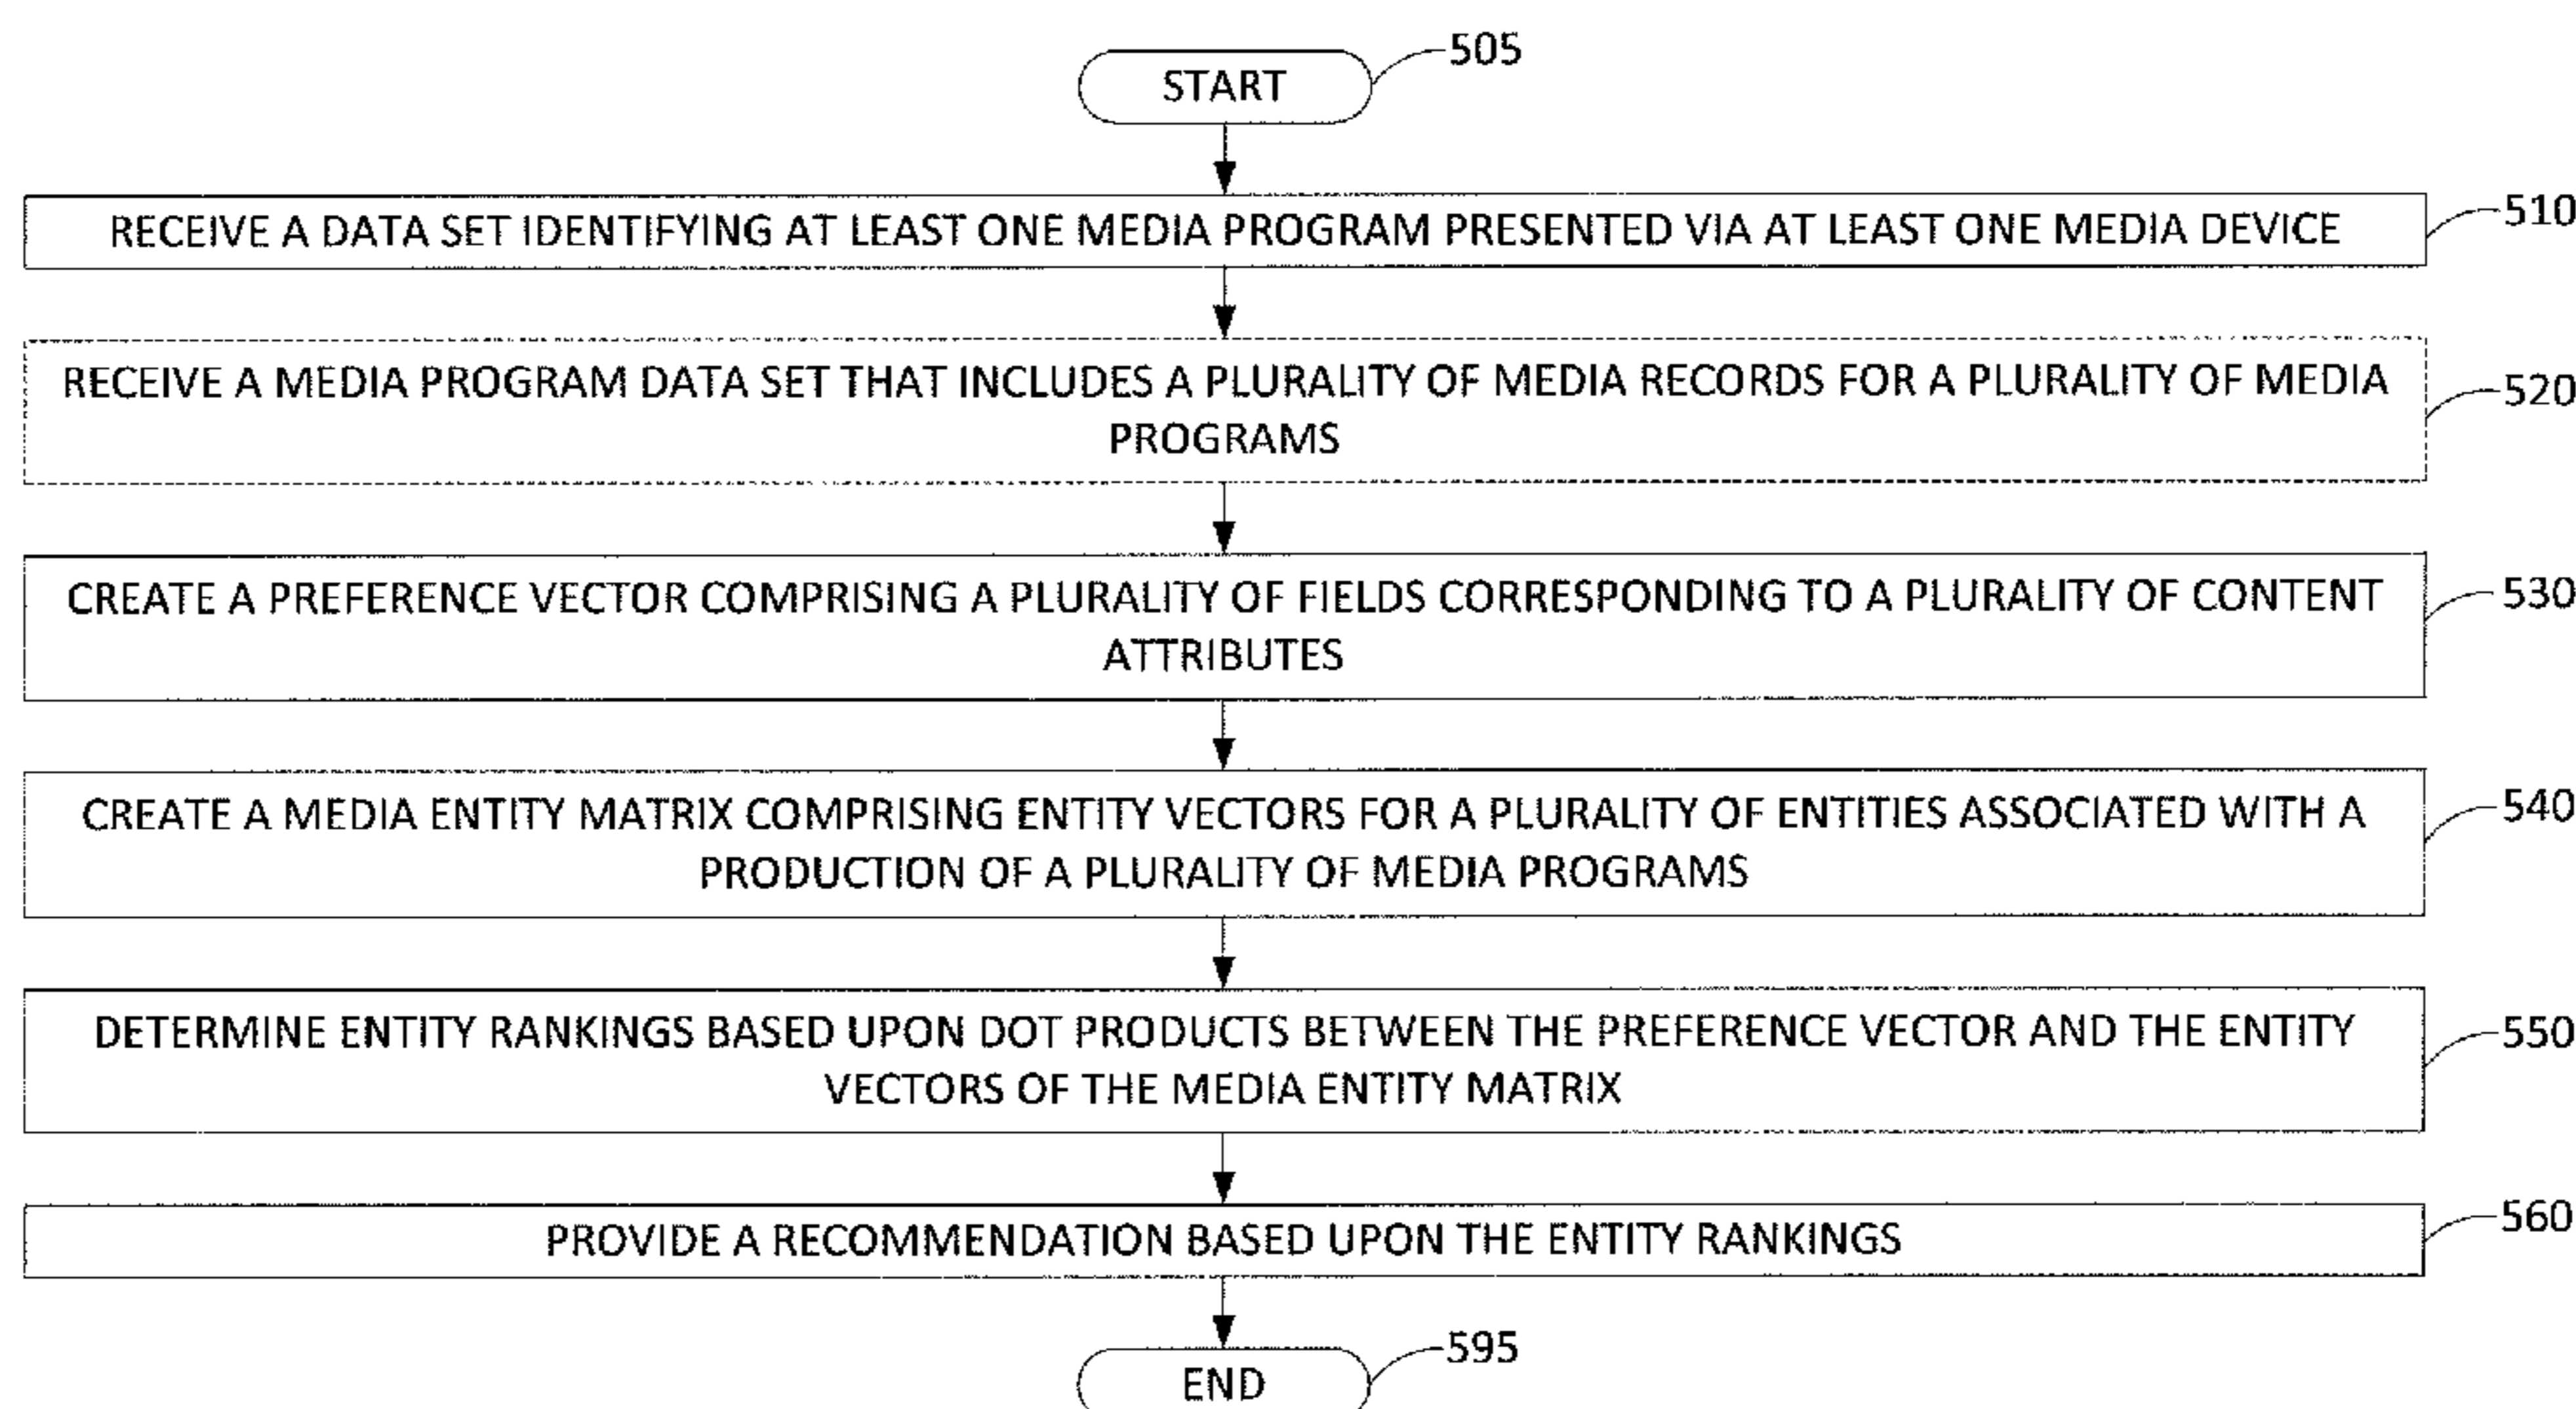 START
505
RECEIVE A DATA SET IDENTIFYING AT LEAST ONE MEDIA PROGRAM PRESENTED VIA AT LEAST ONE MEDIA DEVICE
510
RECEIVE A MEDIA PROGRAM DATA SET THAT INCLUDES A PLURALITY OF MEDIA RECORDS FOR A PLURALITY OF MEDIA
PROGRAMS
520
CREATE A PREFERENCE VECTOR COMPRISING A PLURALITY OF FIELDS CORRESPONDING TO A PLURALITY OF CONTENT
ATTRIBUTES
530
CREATE A MEDIA ENTITY MATRIX COMPRISING ENTITY VECTORS FOR A PLURALITY OF ENTITIES ASSOCIATED WITH A
PRODUCTION OF A PLURALITY OF MEDIA PROGRAMS
540
DETERMINE ENTITY RANKINGS BASED UPON DOT PRODUCTS BETWEEN THE PREFERENCE VECTOR AND THE ENTITY
VECTORS OF THE MEDIA ENTITY MATRIX
550
PROVIDE A RECOMMENDATION BASED UPON THE ENTITY RANKINGS
560
END
595